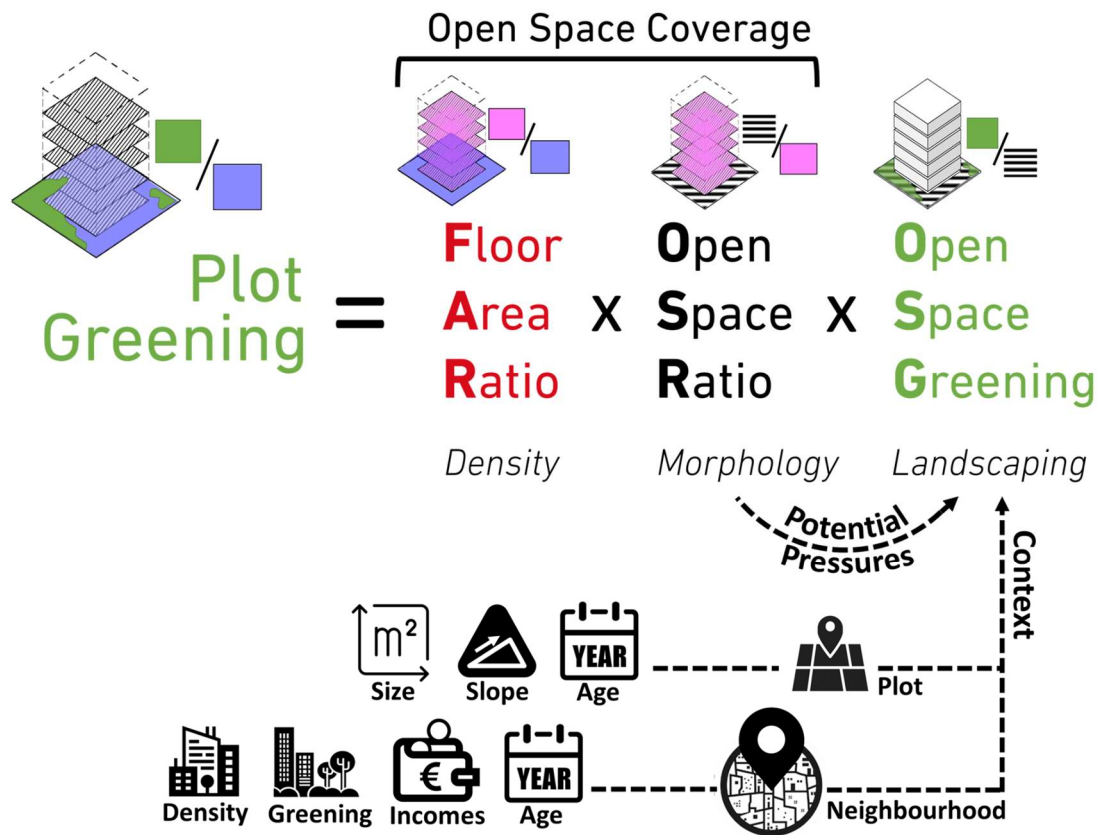 Open Space Coverage
Plot
Greening
=
Floor
Area
Ratio
x
Open
Space
Ratio
x
Open
Space
Greening
Density
Morphology
Landscaping
Potential
Pressures
Context
m²
Size
Slope
YEAR
Age
Plot
Density
Greening
€
Incomes
YEAR
Age
Neighbourhood